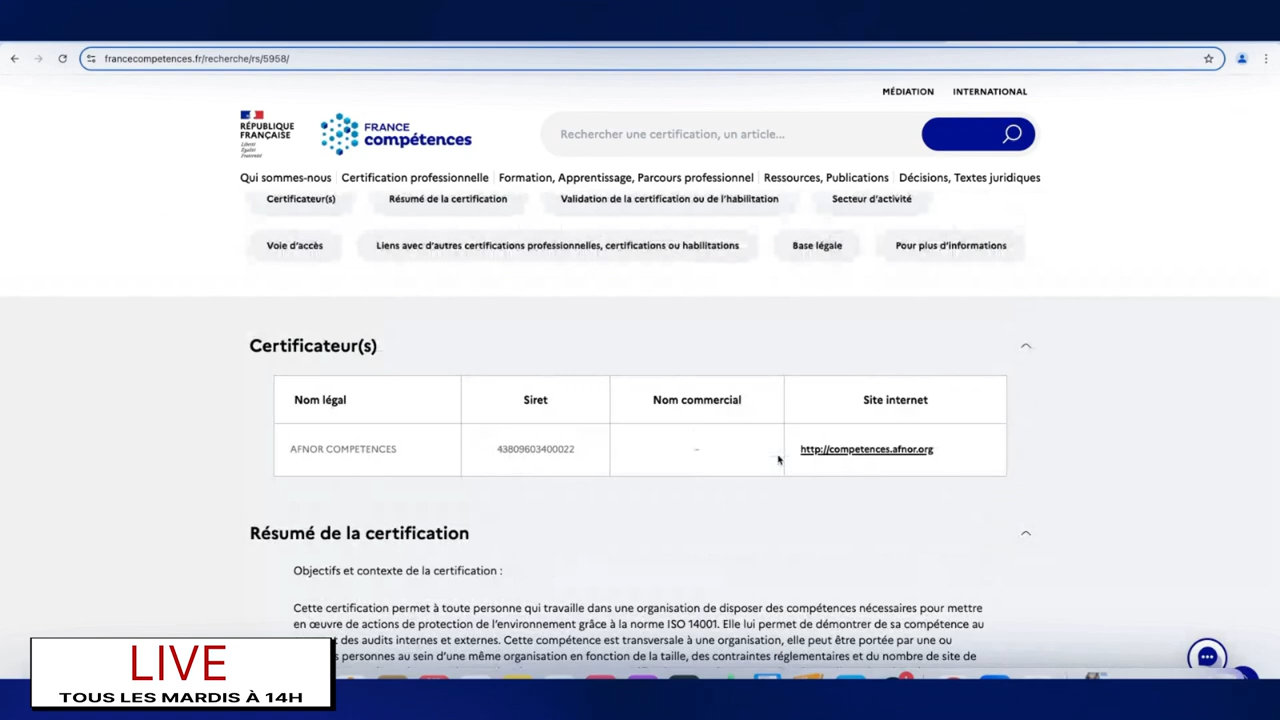 francecompetences.fr/recherche/rs/5958/
MÉDIATION INTERNATIONAL
RÉPUBLIQUE
FRANÇAISE
Liberté
Égalité
Fraternité
FRANCE
compétences
Rechercher une certification, un article...
Qui sommes-nous Certification professionnelle Formation, Apprentissage, Parcours professionnel Ressources, Publications Décisions, Textes juridiques
Certificateur(s) Résumé de la certification Validation de la certification ou de l'habilitation Secteur d'activité
Voie d'accès Liens avec d'autres certifications professionnelles, certifications ou habilitations Base légale Pour plus d'informations
Certificateur(s)
Nom légal Siret Nom commercial Site internet
AFNOR COMPETENCES 43809603400022 - http://competences.afnor.org
Résumé de la certification
Objectifs et contexte de la certification :
Cette certification permet à toute personne qui travaille dans une organisation de disposer des compétences nécessaires pour mettre
en œuvre de actions de protection de l'environnement grâce à la norme ISO 14001. Elle lui permet de démontrer de sa compétence au
des audits internes et externes. Cette compétence est transversale à une organisation, elle peut être portée par une ou
personnes au sein d'une même organisation en fonction de la taille, des contraintes réglementaires et du nombre de site de
LIVE
TOUS LES MARDIS À 14H